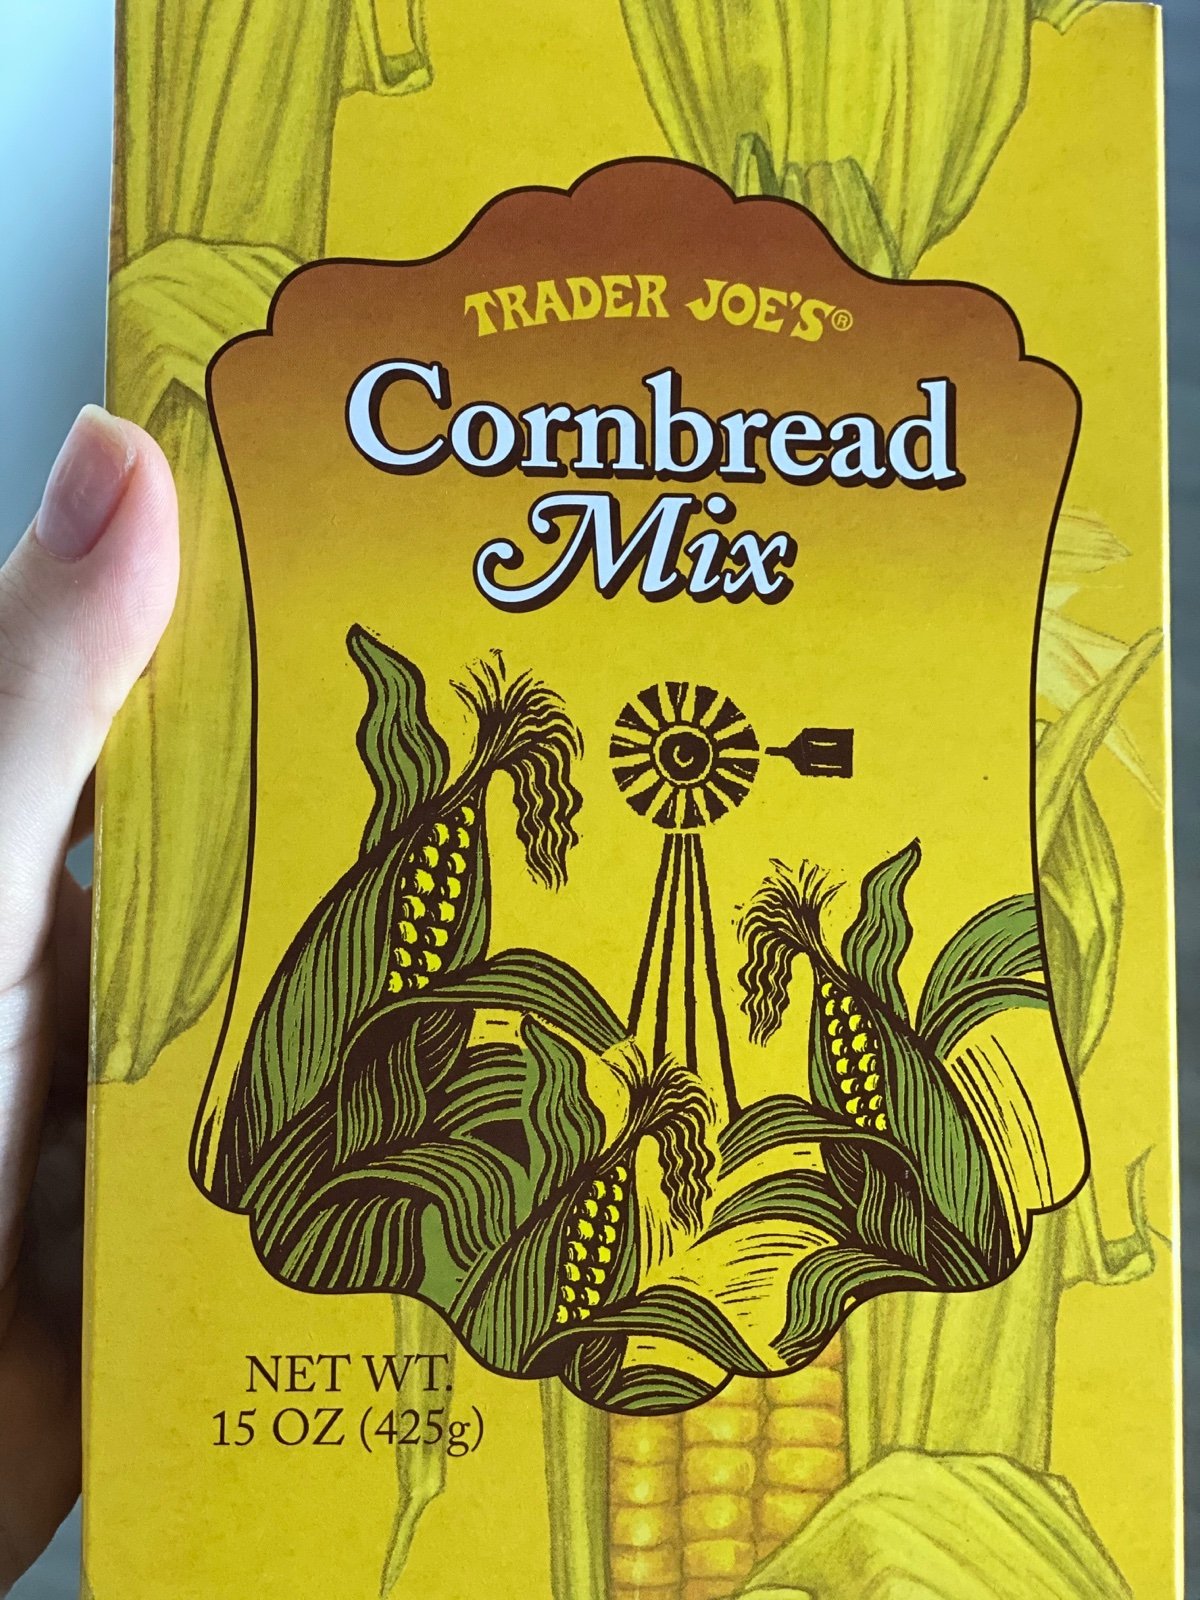 TRADER JOE'S®
Cornbread
Mix
NET WT.
15 OZ (425g)